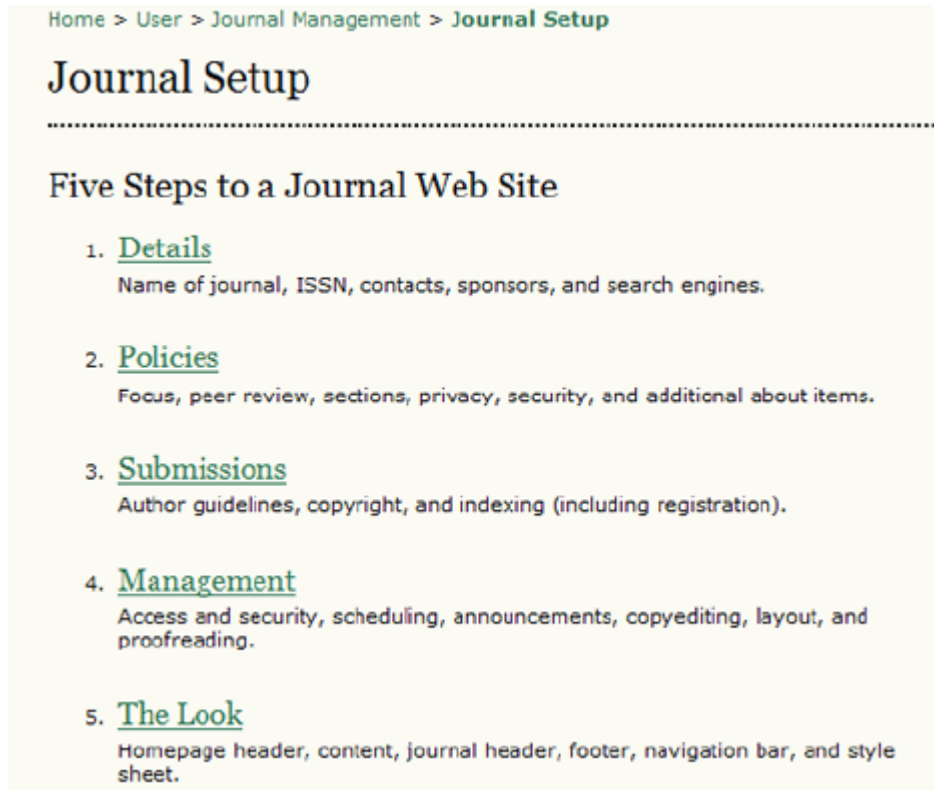 Home > User > Journal Management > Journal Setup
Journal Setup
Five Steps to a Journal Web Site
1. Details
Name of journal, ISSN, contacts, sponsors, and search engines.
2. Policies
Focus, peer review, sections, privacy, security, and additional about items.
3. Submissions
Author guidelines, copyright, and indexing (including registration).
4. Management
Access and security, scheduling, announcements, copyediting, layout, and
proofreading.
5. The Look
Homepage header, content, journal header, footer, navigation bar, and style
sheet.